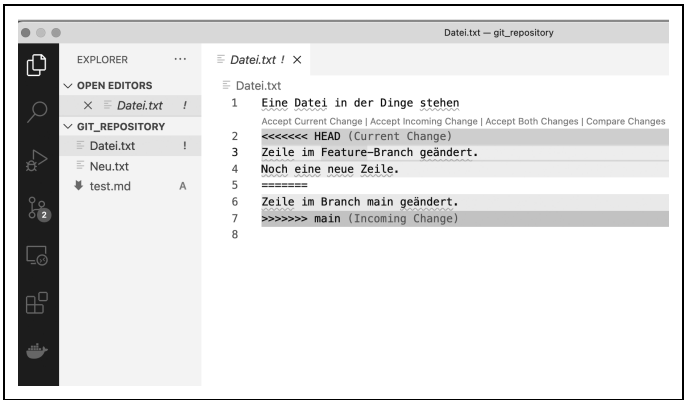 Datei.txt — git_repository
EXPLORER ···
OPEN EDITORS
Datei.txt !
GIT_REPOSITORY
Datei.txt !
Neu.txt
test.md A
2
Datei.txt ! ×
Datei.txt
1 Eine Datei in der Dinge stehen
Accept Current Change | Accept Incoming Change | Accept Both Changes | Compare Changes
2 <<<<<<< HEAD (Current Change)
3 Zeile im Feature-Branch geändert.
4 Noch eine neue Zeile.
5 =======
6 Zeile im Branch main geändert.
7 >>>>>>> main (Incoming Change)
8